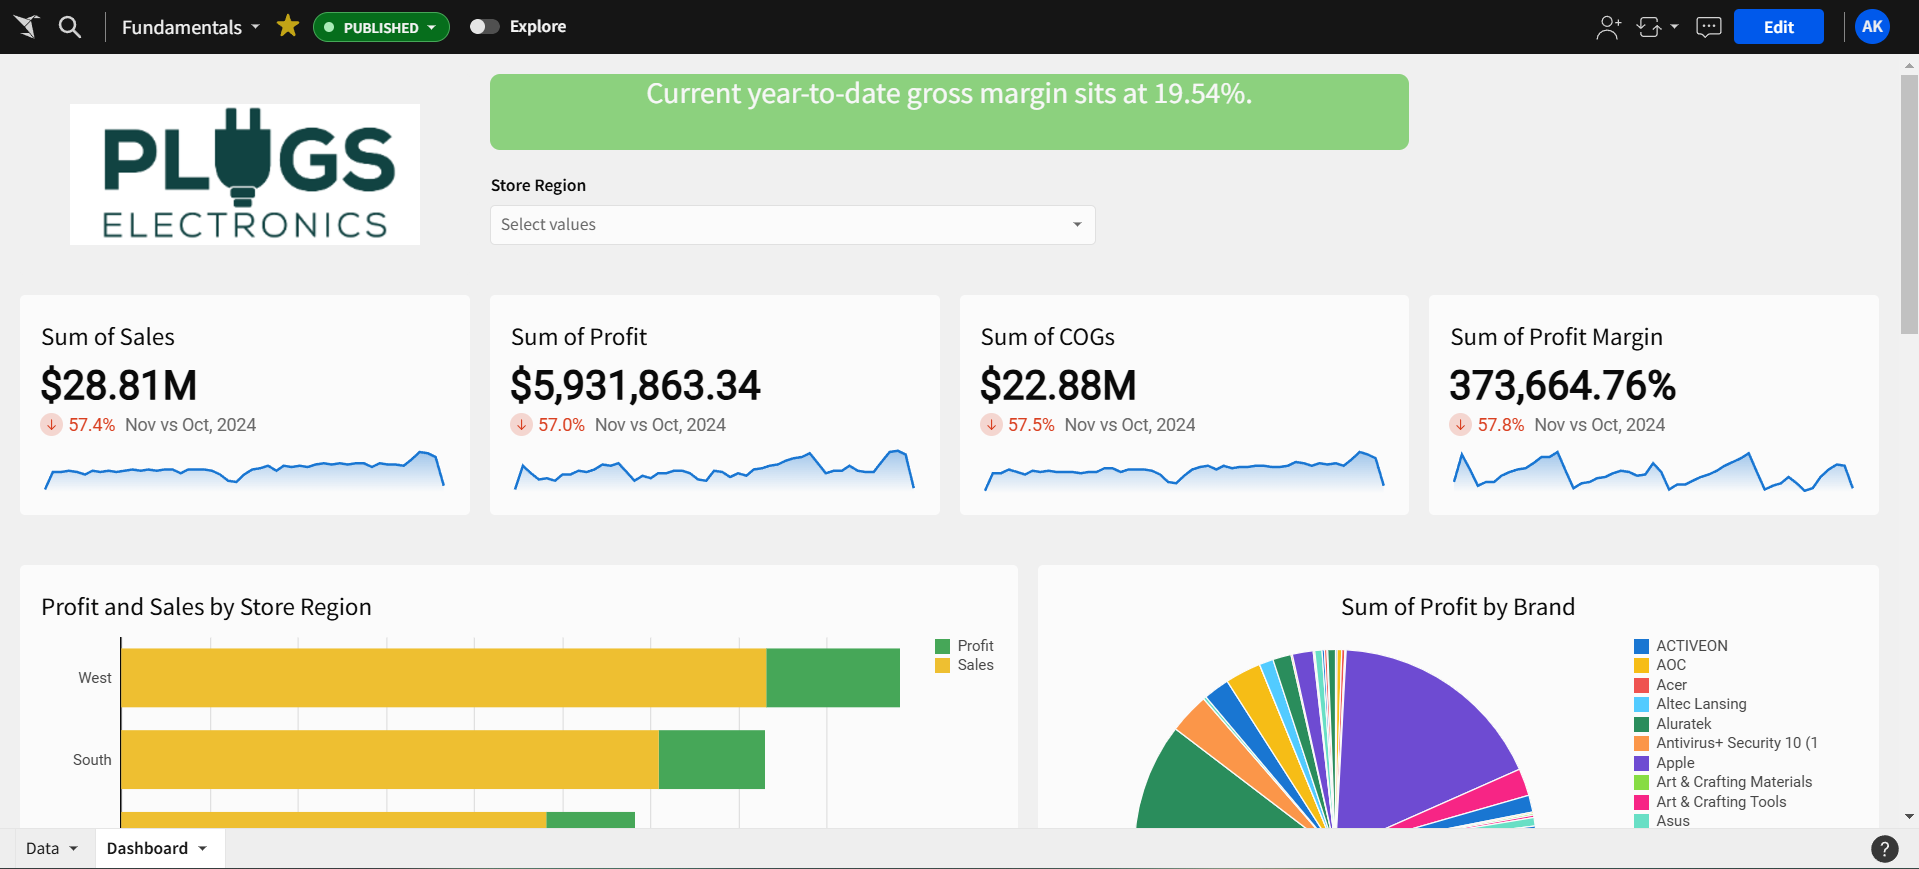 Fundamentals
PUBLISHED
Explore
Edit
AK
PLUGS
ELECTRONICS
Current year-to-date gross margin sits at 19.54%.
Store Region
Select values
Sum of Sales
$28.81M
57.4% Nov vs Oct, 2024
Sum of Profit
$5,931,863.34
57.0% Nov vs Oct, 2024
Sum of COGs
$22.88M
57.5% Nov vs Oct, 2024
Sum of Profit Margin
373,664.76%
57.8% Nov vs Oct, 2024
Profit and Sales by Store Region
West
South
Profit
Sales
Sum of Profit by Brand
ACTIVEON
AOC
Acer
Altec Lansing
Aluratek
Antivirus+ Security 10 (1
Apple
Art & Crafting Materials
Art & Crafting Tools
Asus
Data
Dashboard
?